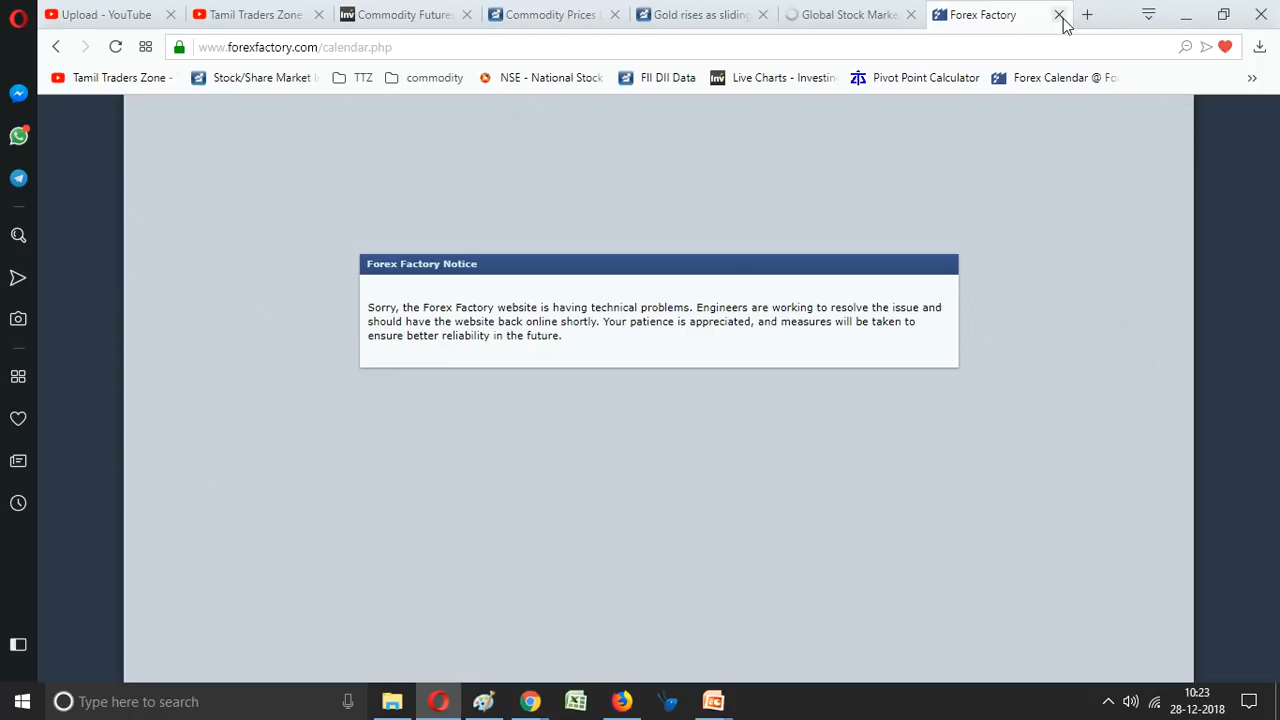 Upload - YouTube
Tamil Traders Zone
Commodity Futures
Commodity Prices
Gold rises as sliding
Global Stock Marke
Forex Factory
www.forexfactory.com/calendar.php
Tamil Traders Zone -
Stock/Share Market
TTZ
commodity
NSE - National Stock
FII DII Data
Inv
Live Charts - Investin
Pivot Point Calculator
Forex Calendar @ Fo
Forex Factory Notice
Sorry, the Forex Factory website is having technical problems. Engineers are working to resolve the issue and
should have the website back online shortly. Your patience is appreciated, and measures will be taken to
ensure better reliability in the future.
Type here to search
10:23
28-12-2018